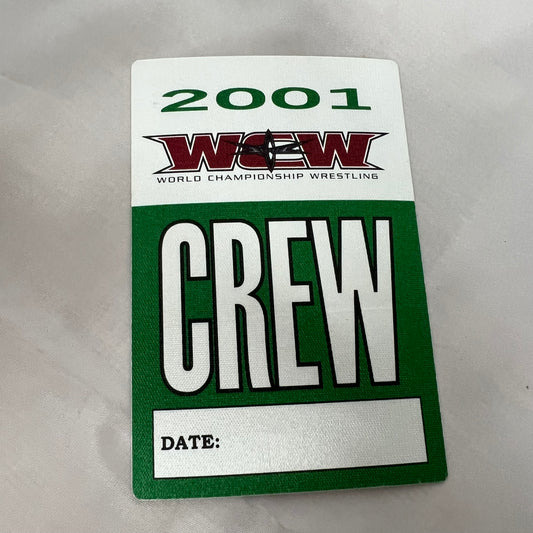 2001
WCW
WORLD CHAMPIONSHIP WRESTLING
CREW
DATE: